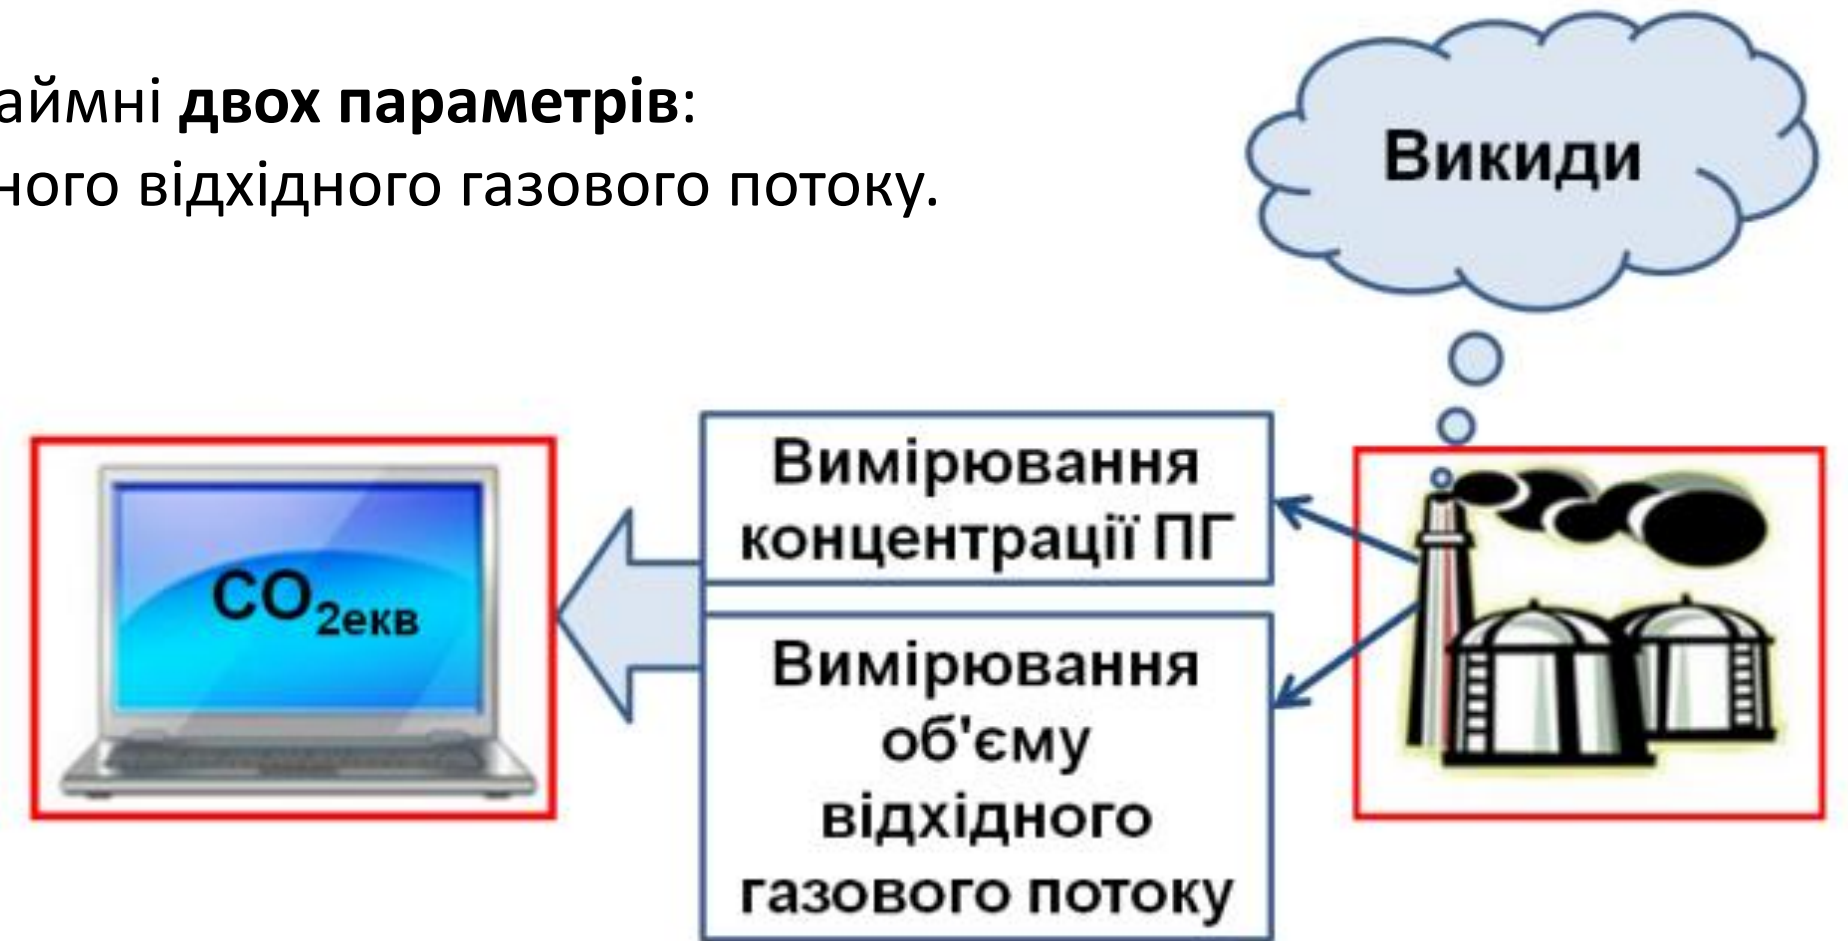 аймні двох параметрів:
ного відхідного газового потоку.
Викиди
Вимірювання
концентрації ПГ
CO2екв
Вимірювання
об'єму
відхідного
газового потоку